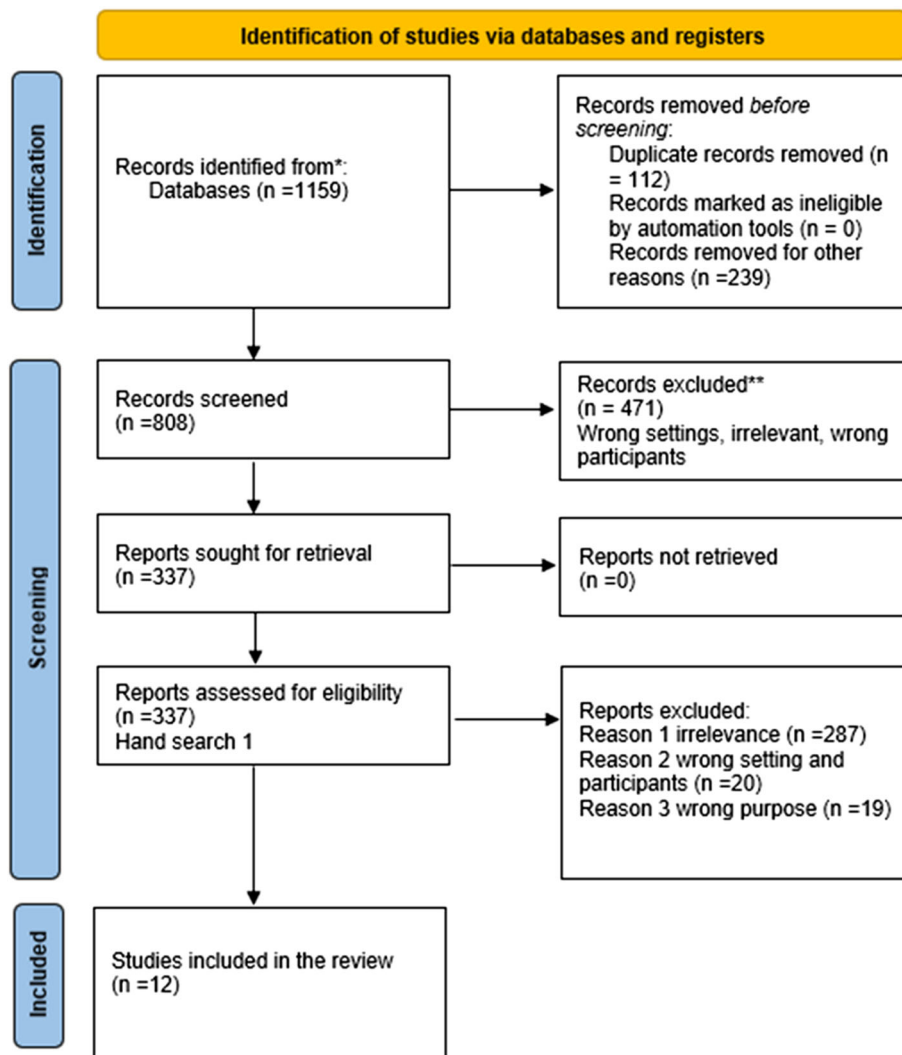 Identification of studies via databases and registers
Identification
Records identified from*:
Databases (n =1159)
Records removed before
screening:
Duplicate records removed (n
= 112)
Records marked as ineligible
by automation tools (n = 0)
Records removed for other
reasons (n =239)
Screening
Records screened
(n =808)
Records excluded**
(n = 471)
Wrong settings, irrelevant, wrong
participants
Reports sought for retrieval
(n =337)
Reports not retrieved
(n =0)
Reports assessed for eligibility
(n =337)
Hand search 1
Reports excluded:
Reason 1 irrelevance (n =287)
Reason 2 wrong setting and
participants (n =20)
Reason 3 wrong purpose (n =19)
Included
Studies included in the review
(n =12)